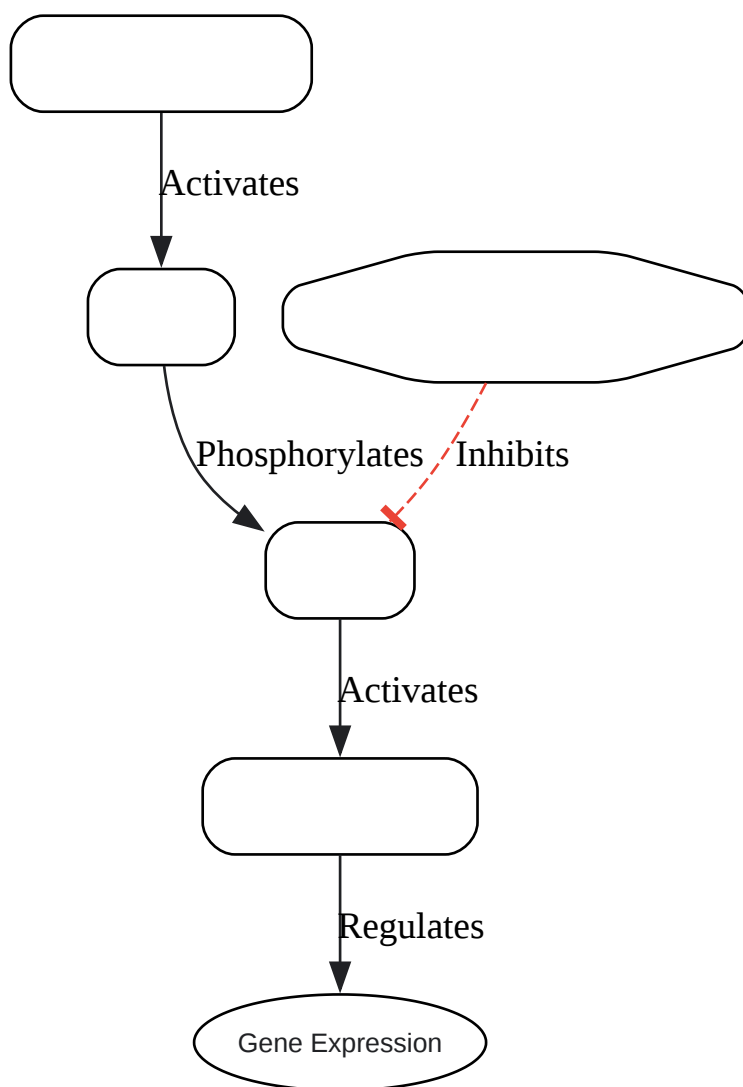 Activates
Phosphorylates
Inhibits
Activates
Regulates
Gene Expression